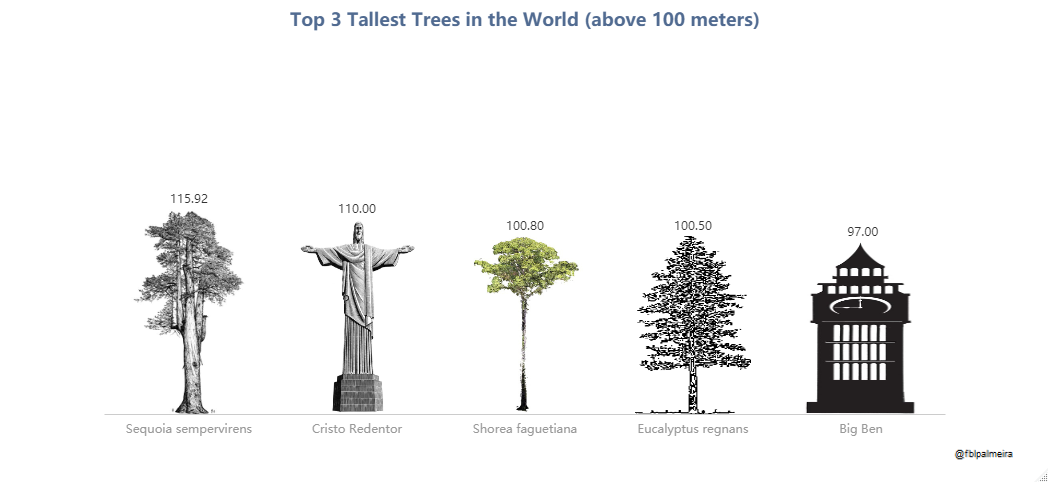 Top 3 Tallest Trees in the World (above 100 meters)
115.92
110.00
100.80
100.50
97.00
Sequoia sempervirens
Cristo Redentor
Shorea faguetiana
Eucalyptus regnans
Big Ben
@fblpalmeira